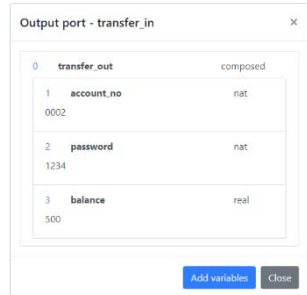 Output port - transfer_in ×
0 transfer_out composed
1 account_no nat
0002
2 password nat
1234
3 balance real
500
Add variables Close